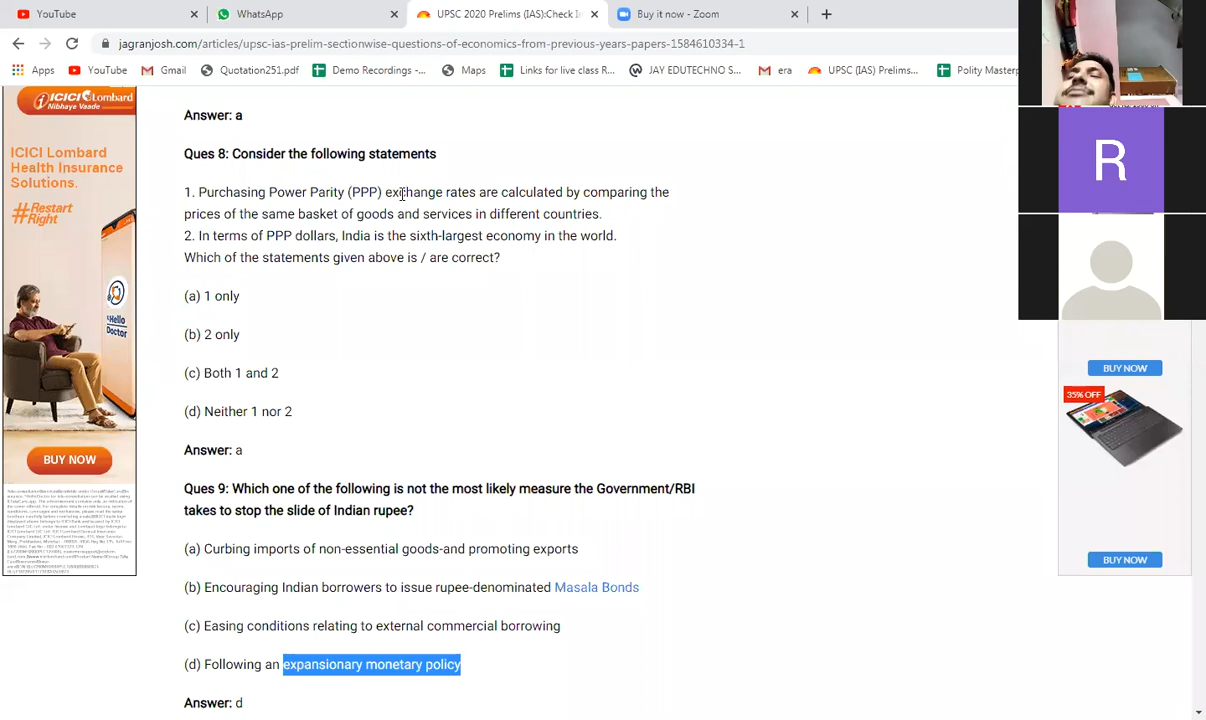 YouTube
WhatsApp
UPSC 2020 Prelims (IAS):Check I
Buy it now - Zoom
jagranjosh.com/articles/upsc-ias-prelim-sectionwise-questions-of-economics-from-previous-years-papers-1584610334-1
Apps YouTube Gmail Quotation251.pdf Demo Recordings -... Maps Links for live class R... JAY EDUTECHNO S... era UPSC (IAS) Prelims... Polity Masterp
ICICI Lombard
Nibhaye Vaade
ICICI Lombard
Health Insurance
Solutions.
#Restart
Right
#Hello
Doctor
BUY NOW
Answer: a
Ques 8: Consider the following statements
1. Purchasing Power Parity (PPP) exchange rates are calculated by comparing the
prices of the same basket of goods and services in different countries.
2. In terms of PPP dollars, India is the sixth-largest economy in the world.
Which of the statements given above is / are correct?
(a) 1 only
(b) 2 only
(c) Both 1 and 2
(d) Neither 1 nor 2
Answer: a
Ques 9: Which one of the following is not the most likely measure the Government/RBI
takes to stop the slide of Indian rupee?
(a) Curbing imports of non-essential goods-and promoting exports
(b) Encouraging Indian borrowers to issue rupee-denominated Masala Bonds
(c) Easing conditions relating to external commercial borrowing
(d) Following an expansionary monetary policy
Answer: d
R
BUY NOW
35% OFF
BUY NOW